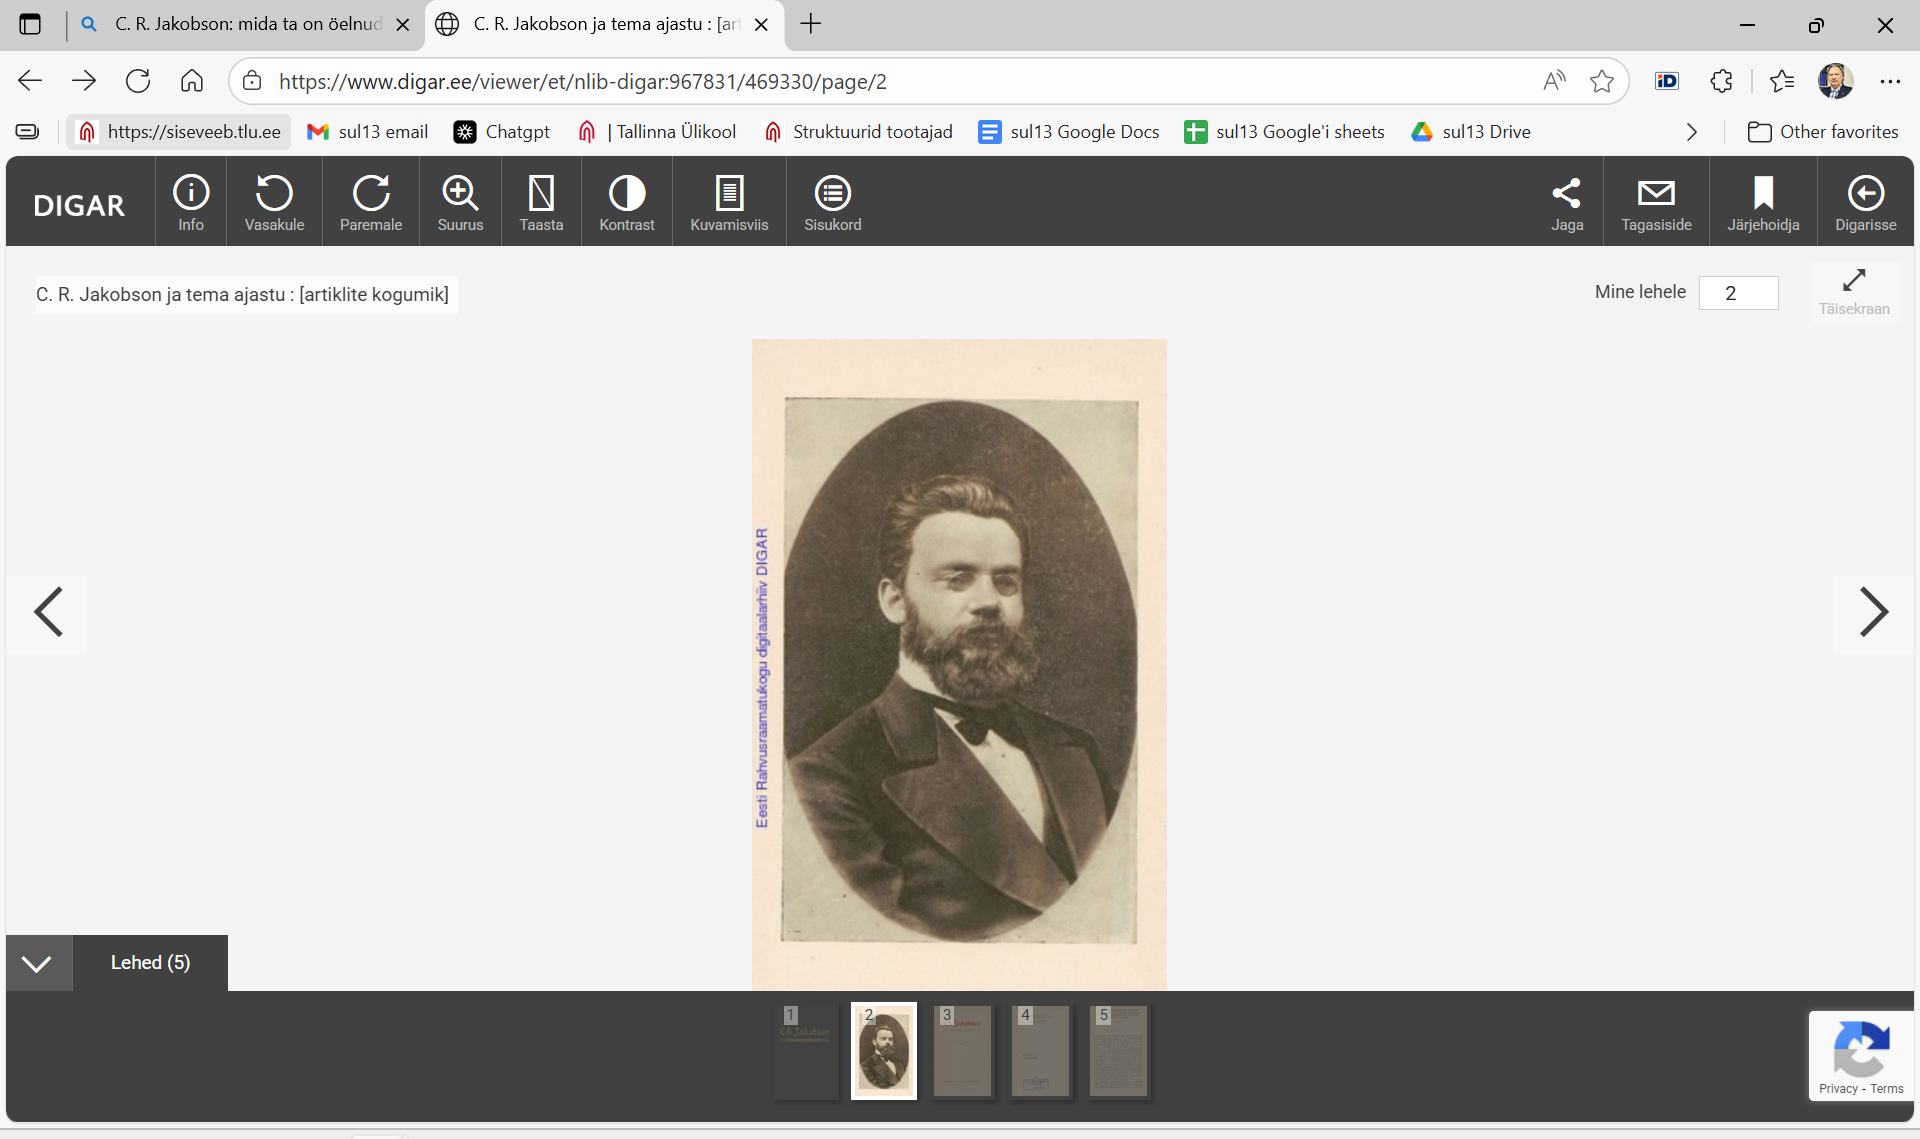 C. R. Jakobson: mida ta on öelnud
C. R. Jakobson ja tema ajastu : [art
https://www.digar.ee/viewer/et/nlib-digar:967831/469330/page/2
https://siseveeb.tlu.ee
sul13 email
Chatgpt
| Tallinna Ülikool
Struktuurid tootajad
sul13 Google Docs
sul13 Google'i sheets
sul13 Drive
Other favorites
DIGAR
Info
Vasakule
Paremale
Suurus
Taasta
Kontrast
Kuvamisviis
Sisukord
Jaga
Tagasiside
Järjehoidja
Digarisse
C. R. Jakobson ja tema ajastu : [artiklite kogumik]
Mine lehele 2
Täisekraan
Eesti Rahvusraamatukogu digitaalarhiiv DIGAR
Lehed (5)
1
C. R. Jakobson
2
3
4
5
Privacy - Terms